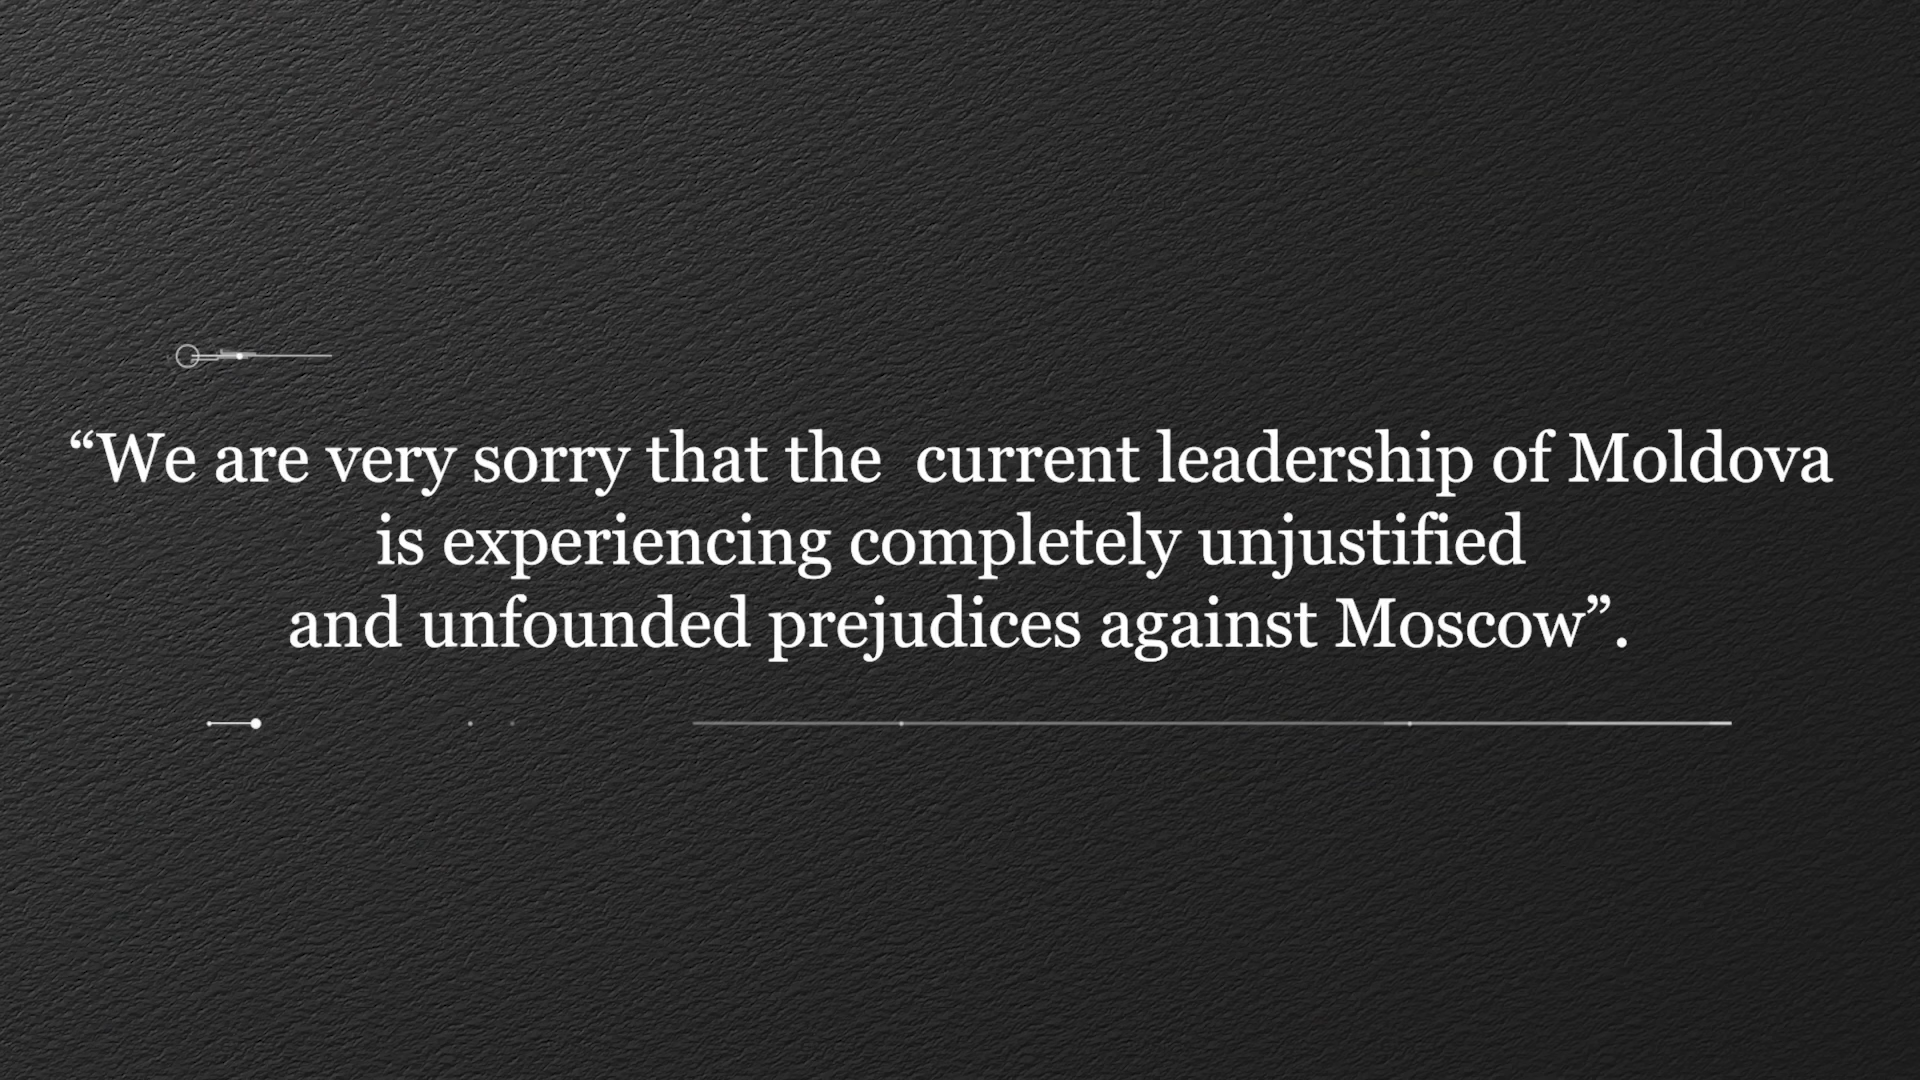 “We are very sorry that the  current leadership of Moldova
is experiencing completely unjustified
and unfounded prejudices against Moscow”.